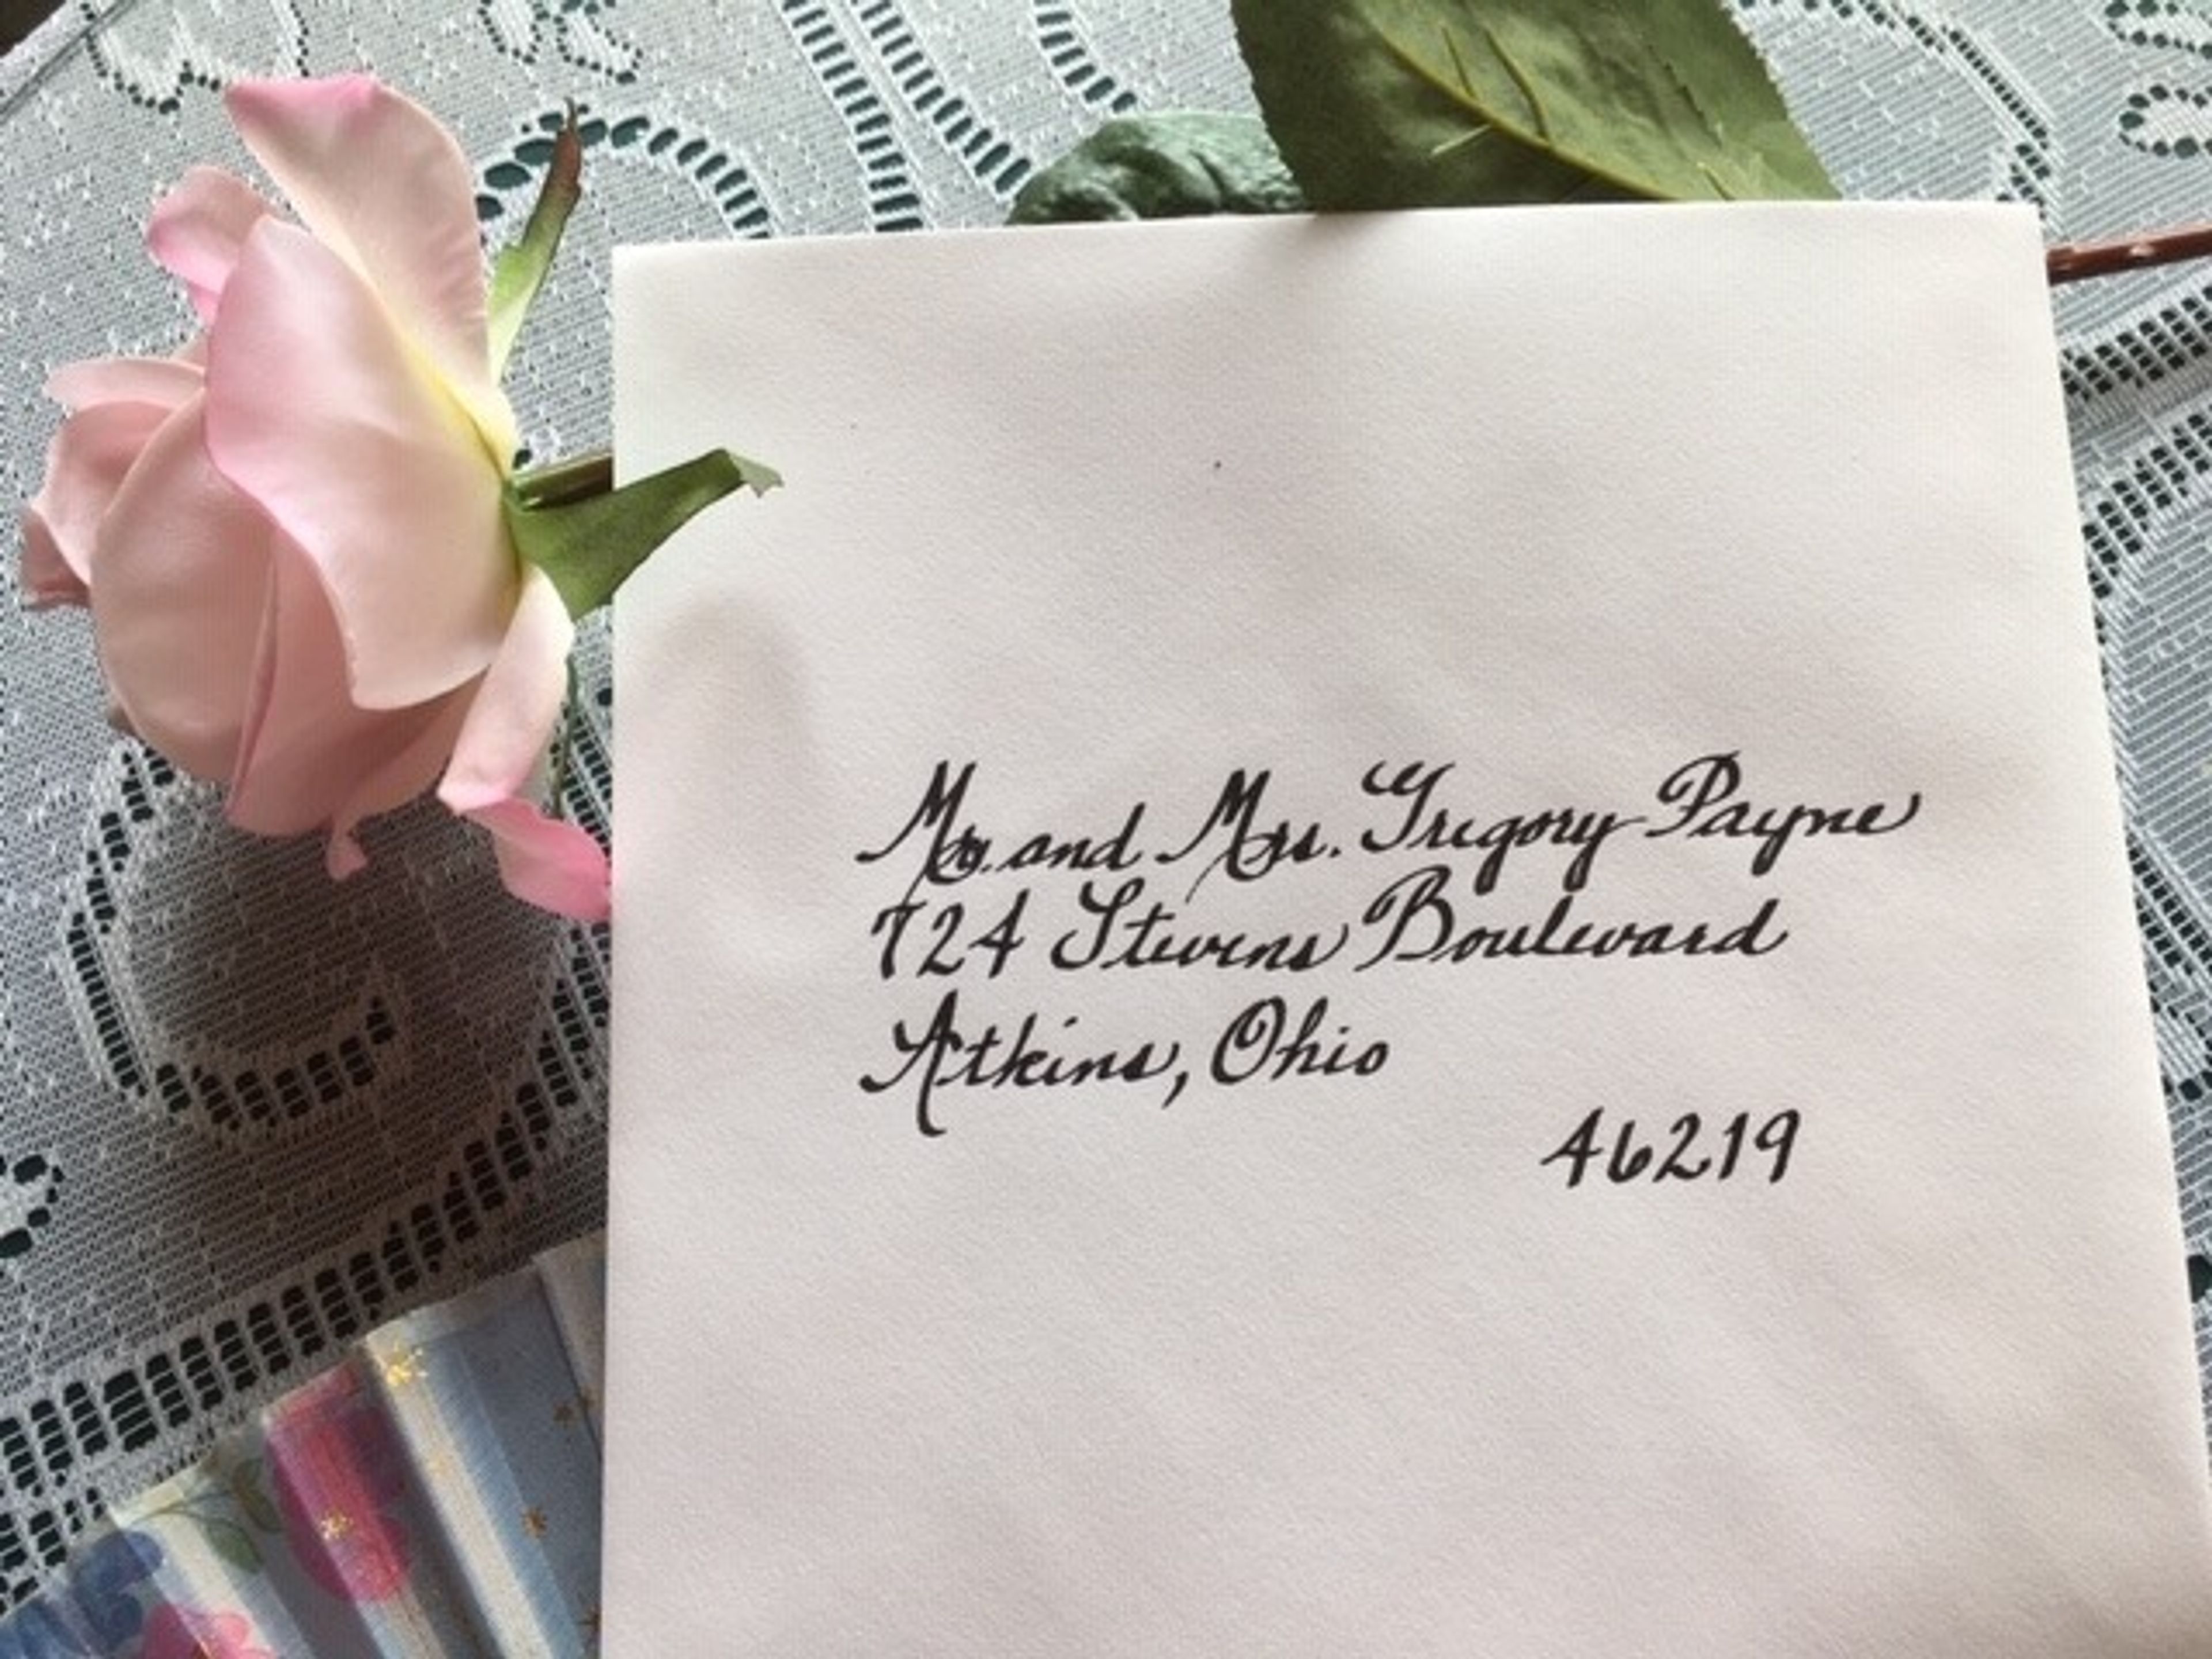 Mr. and Mrs. Gregory Payne
724 Stevens Boulevard
Atkins, Ohio
46219